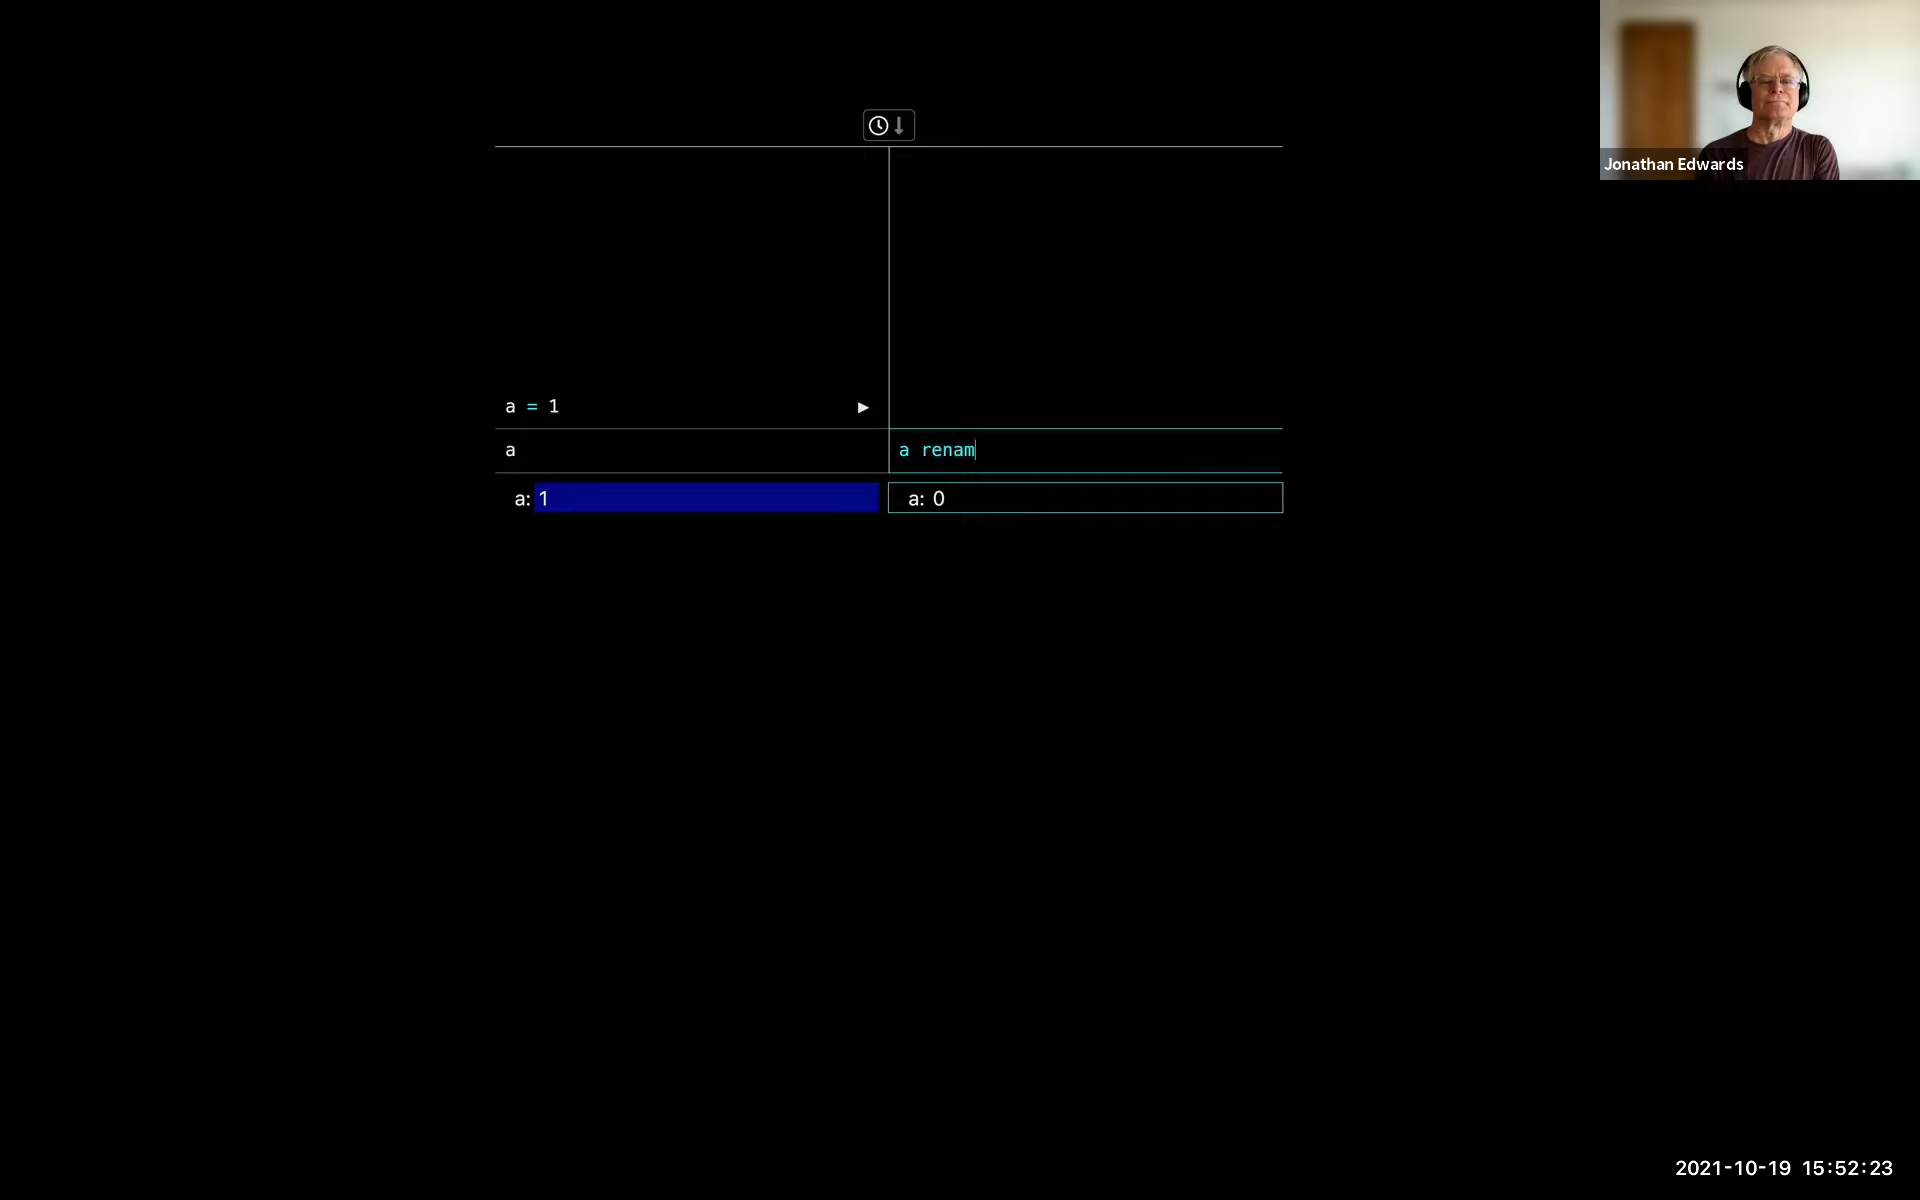 Jonathan Edwards
a = 1
a
a renam
a: 1
a: 0
2021-10-19 15:52:23